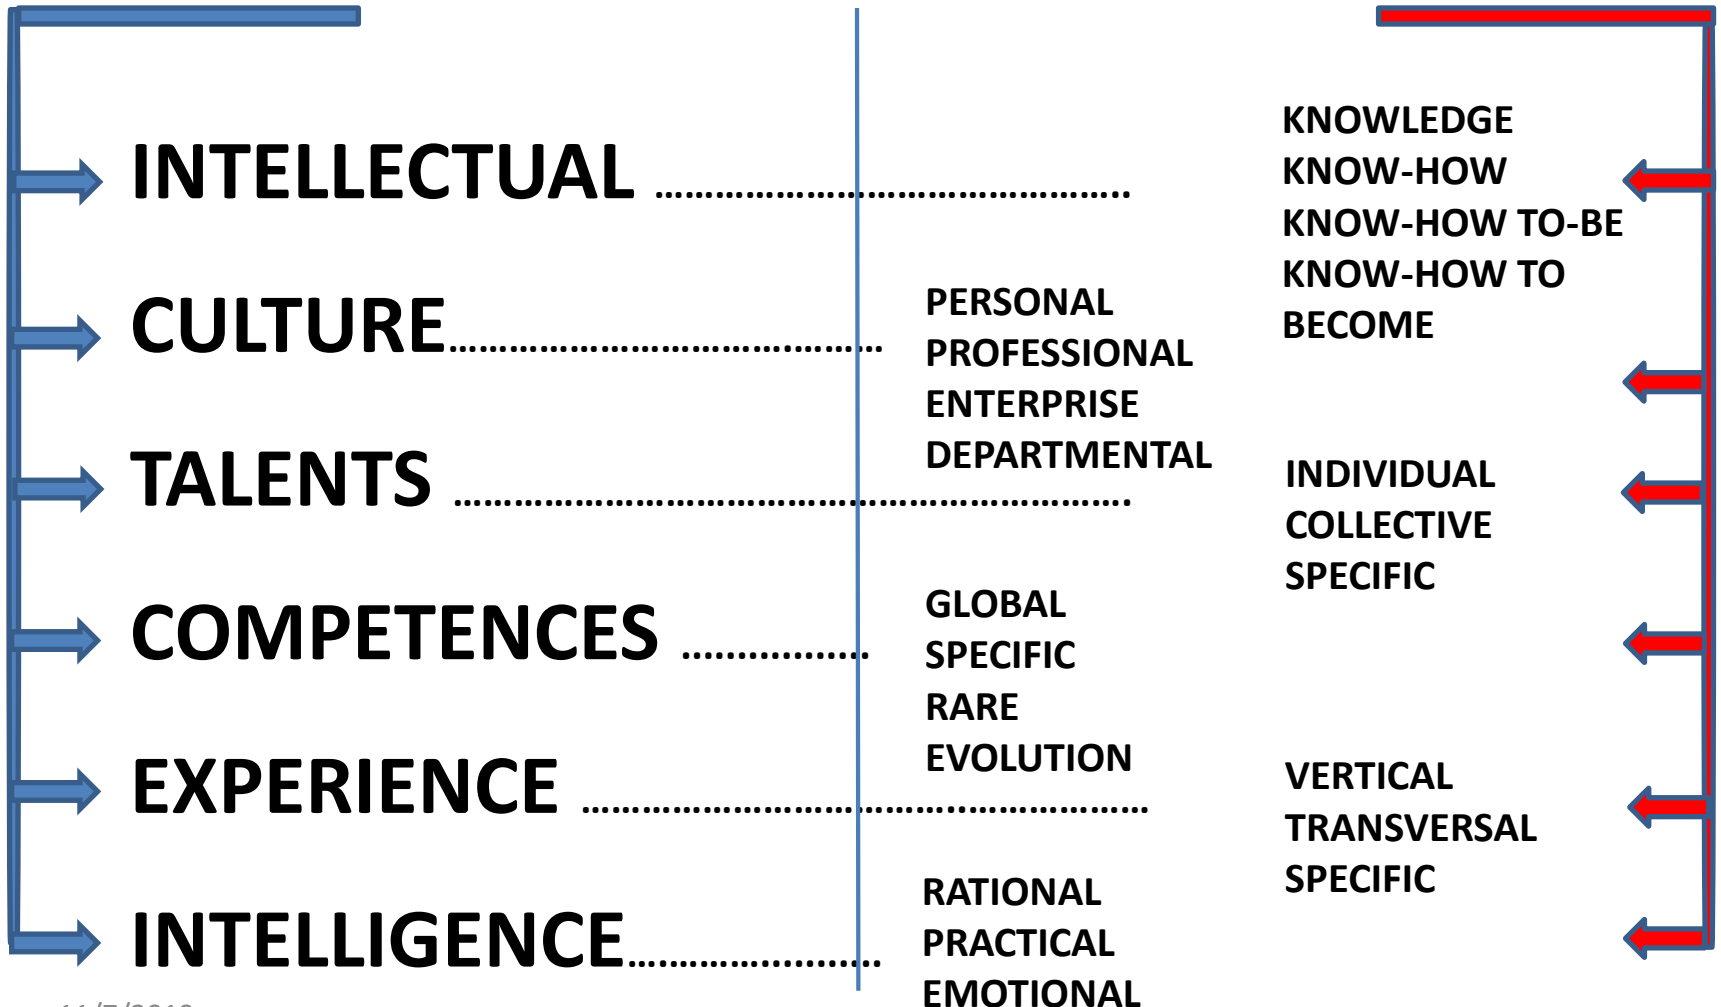 INTELLECTUAL ……………………………………….
KNOWLEDGE
KNOW-HOW
KNOW-HOW TO-BE
KNOW-HOW TO
BECOME
CULTURE…………………………………….
PERSONAL
PROFESSIONAL
ENTERPRISE
DEPARTMENTAL
TALENTS ………………………………………………………….
INDIVIDUAL
COLLECTIVE
SPECIFIC
COMPETENCES ……………….
GLOBAL
SPECIFIC
RARE
EVOLUTION
EXPERIENCE ……………………………………………….
VERTICAL
TRANSVERSAL
SPECIFIC
INTELLIGENCE…………………….
RATIONAL
PRACTICAL
EMOTIONAL